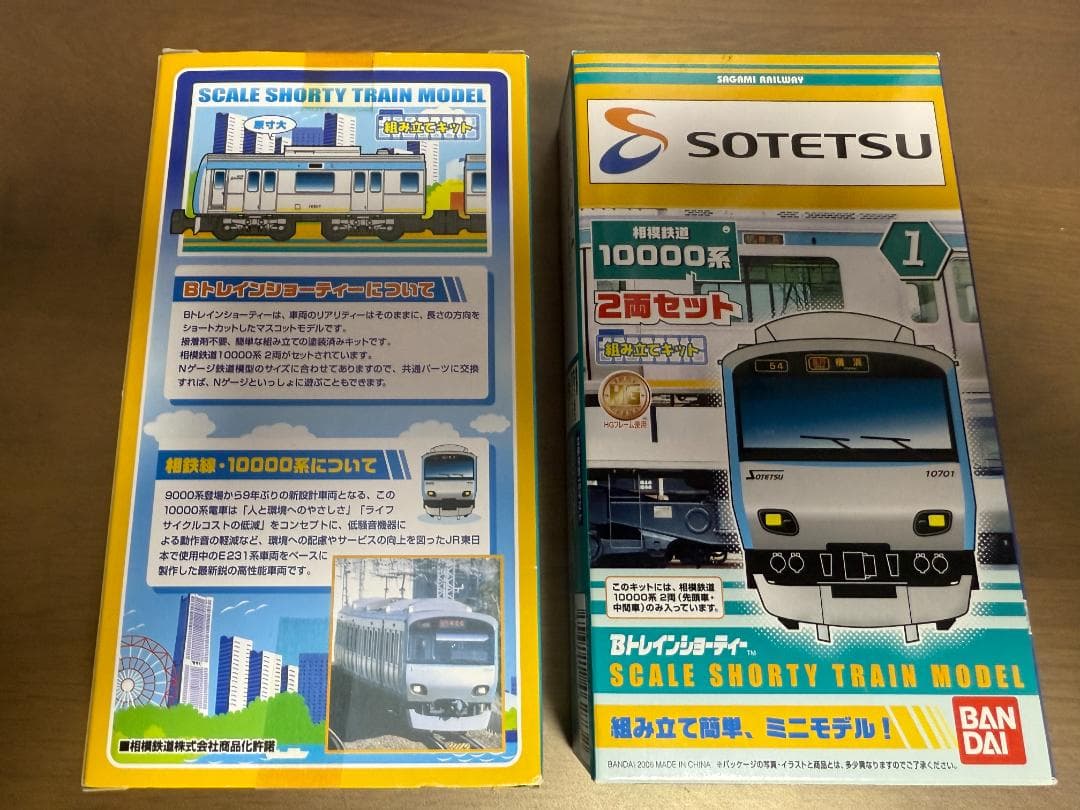 SCALE SHORTY TRAIN MODEL
原寸大
組み立てキット
Bトレインショーティーについて
Bトレインショーティーは、車両のリアリティーはそのままに、長さの方向を
ショートカットしたマスコットモデルです。
接着剤不要、簡単な組み立ての塗装済みキットです。
相模鉄道10000系 2両がセットされています。
Nゲージ鉄道模型のサイズに合わせてありますので、共通パーツに交換
すれば、Nゲージといっしょに遊ぶこともできます。
相鉄線・10000系について
9000系登場から9年ぶりの新設計車両となる、この
10000系電車は「人と環境へのやさしさ」「ライフ
サイクルコストの低減」をコンセプトに、低騒音機器に
よる動作音の軽減など、環境への配慮やサービスの向上を図ったJR東日
本で使用中のE231系車両をベースに
製作した最新鋭の高性能車両です。
■相模鉄道株式会社商品化許諾
SAGAMI RAILWAY
SOTETSU
相模鉄道
10000系
1
2両セット
組み立てキット
HG
HGフレーム使用
54
横浜
SOTETSU
10701
このキットには、相模鉄道
10000系 2両(先頭車・
中間車)のみ入っています。
Bトレインショーティー™
SCALE SHORTY TRAIN MODEL
組み立て簡単、ミニモデル!
BAN
DAI
BANDAI 2006 MADE IN CHINA ※パッケージの写真・イラストと商品とは、多少異なりますのでご了承ください。